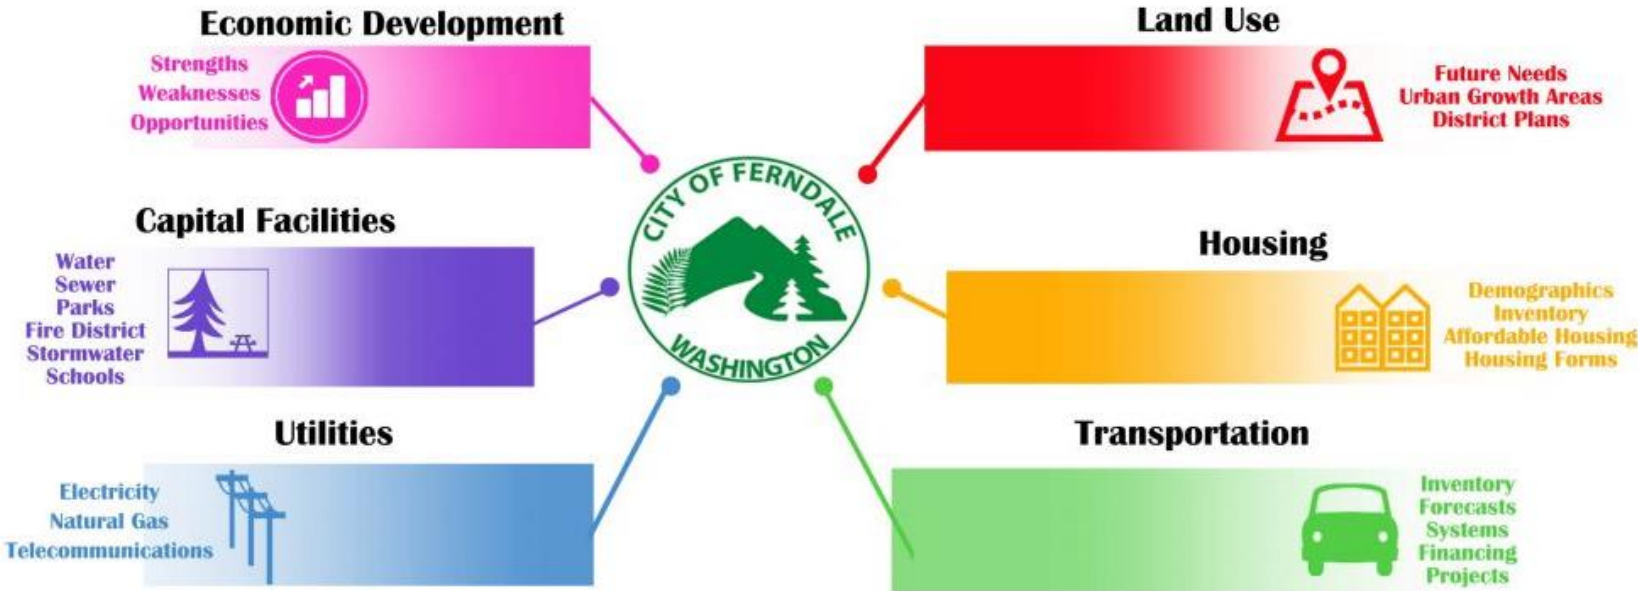 Economic Development
Strengths
Weaknesses
Opportunities
Capital Facilities
Water
Sewer
Parks
Fire District
Stormwater
Schools
Utilities
Electricity
Natural Gas
Telecommunications
CITY OF FERNDALE
WASHINGTON
Land Use
Future Needs
Urban Growth Areas
District Plans
Housing
Demographics
Inventory
Affordable Housing
Housing Forms
Transportation
Inventory
Forecasts
Systems
Financing
Projects